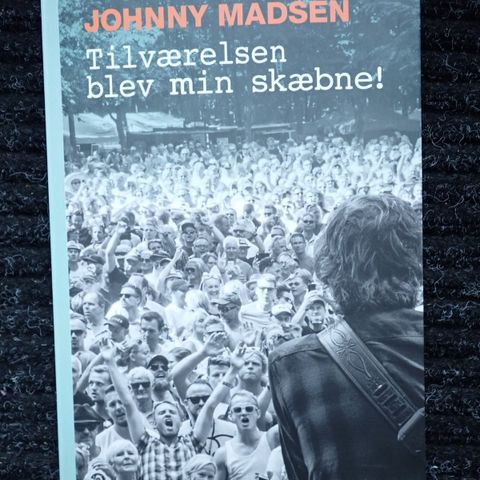 JOHNNY MADSEN
Tilværelsen
blev min skæbne!